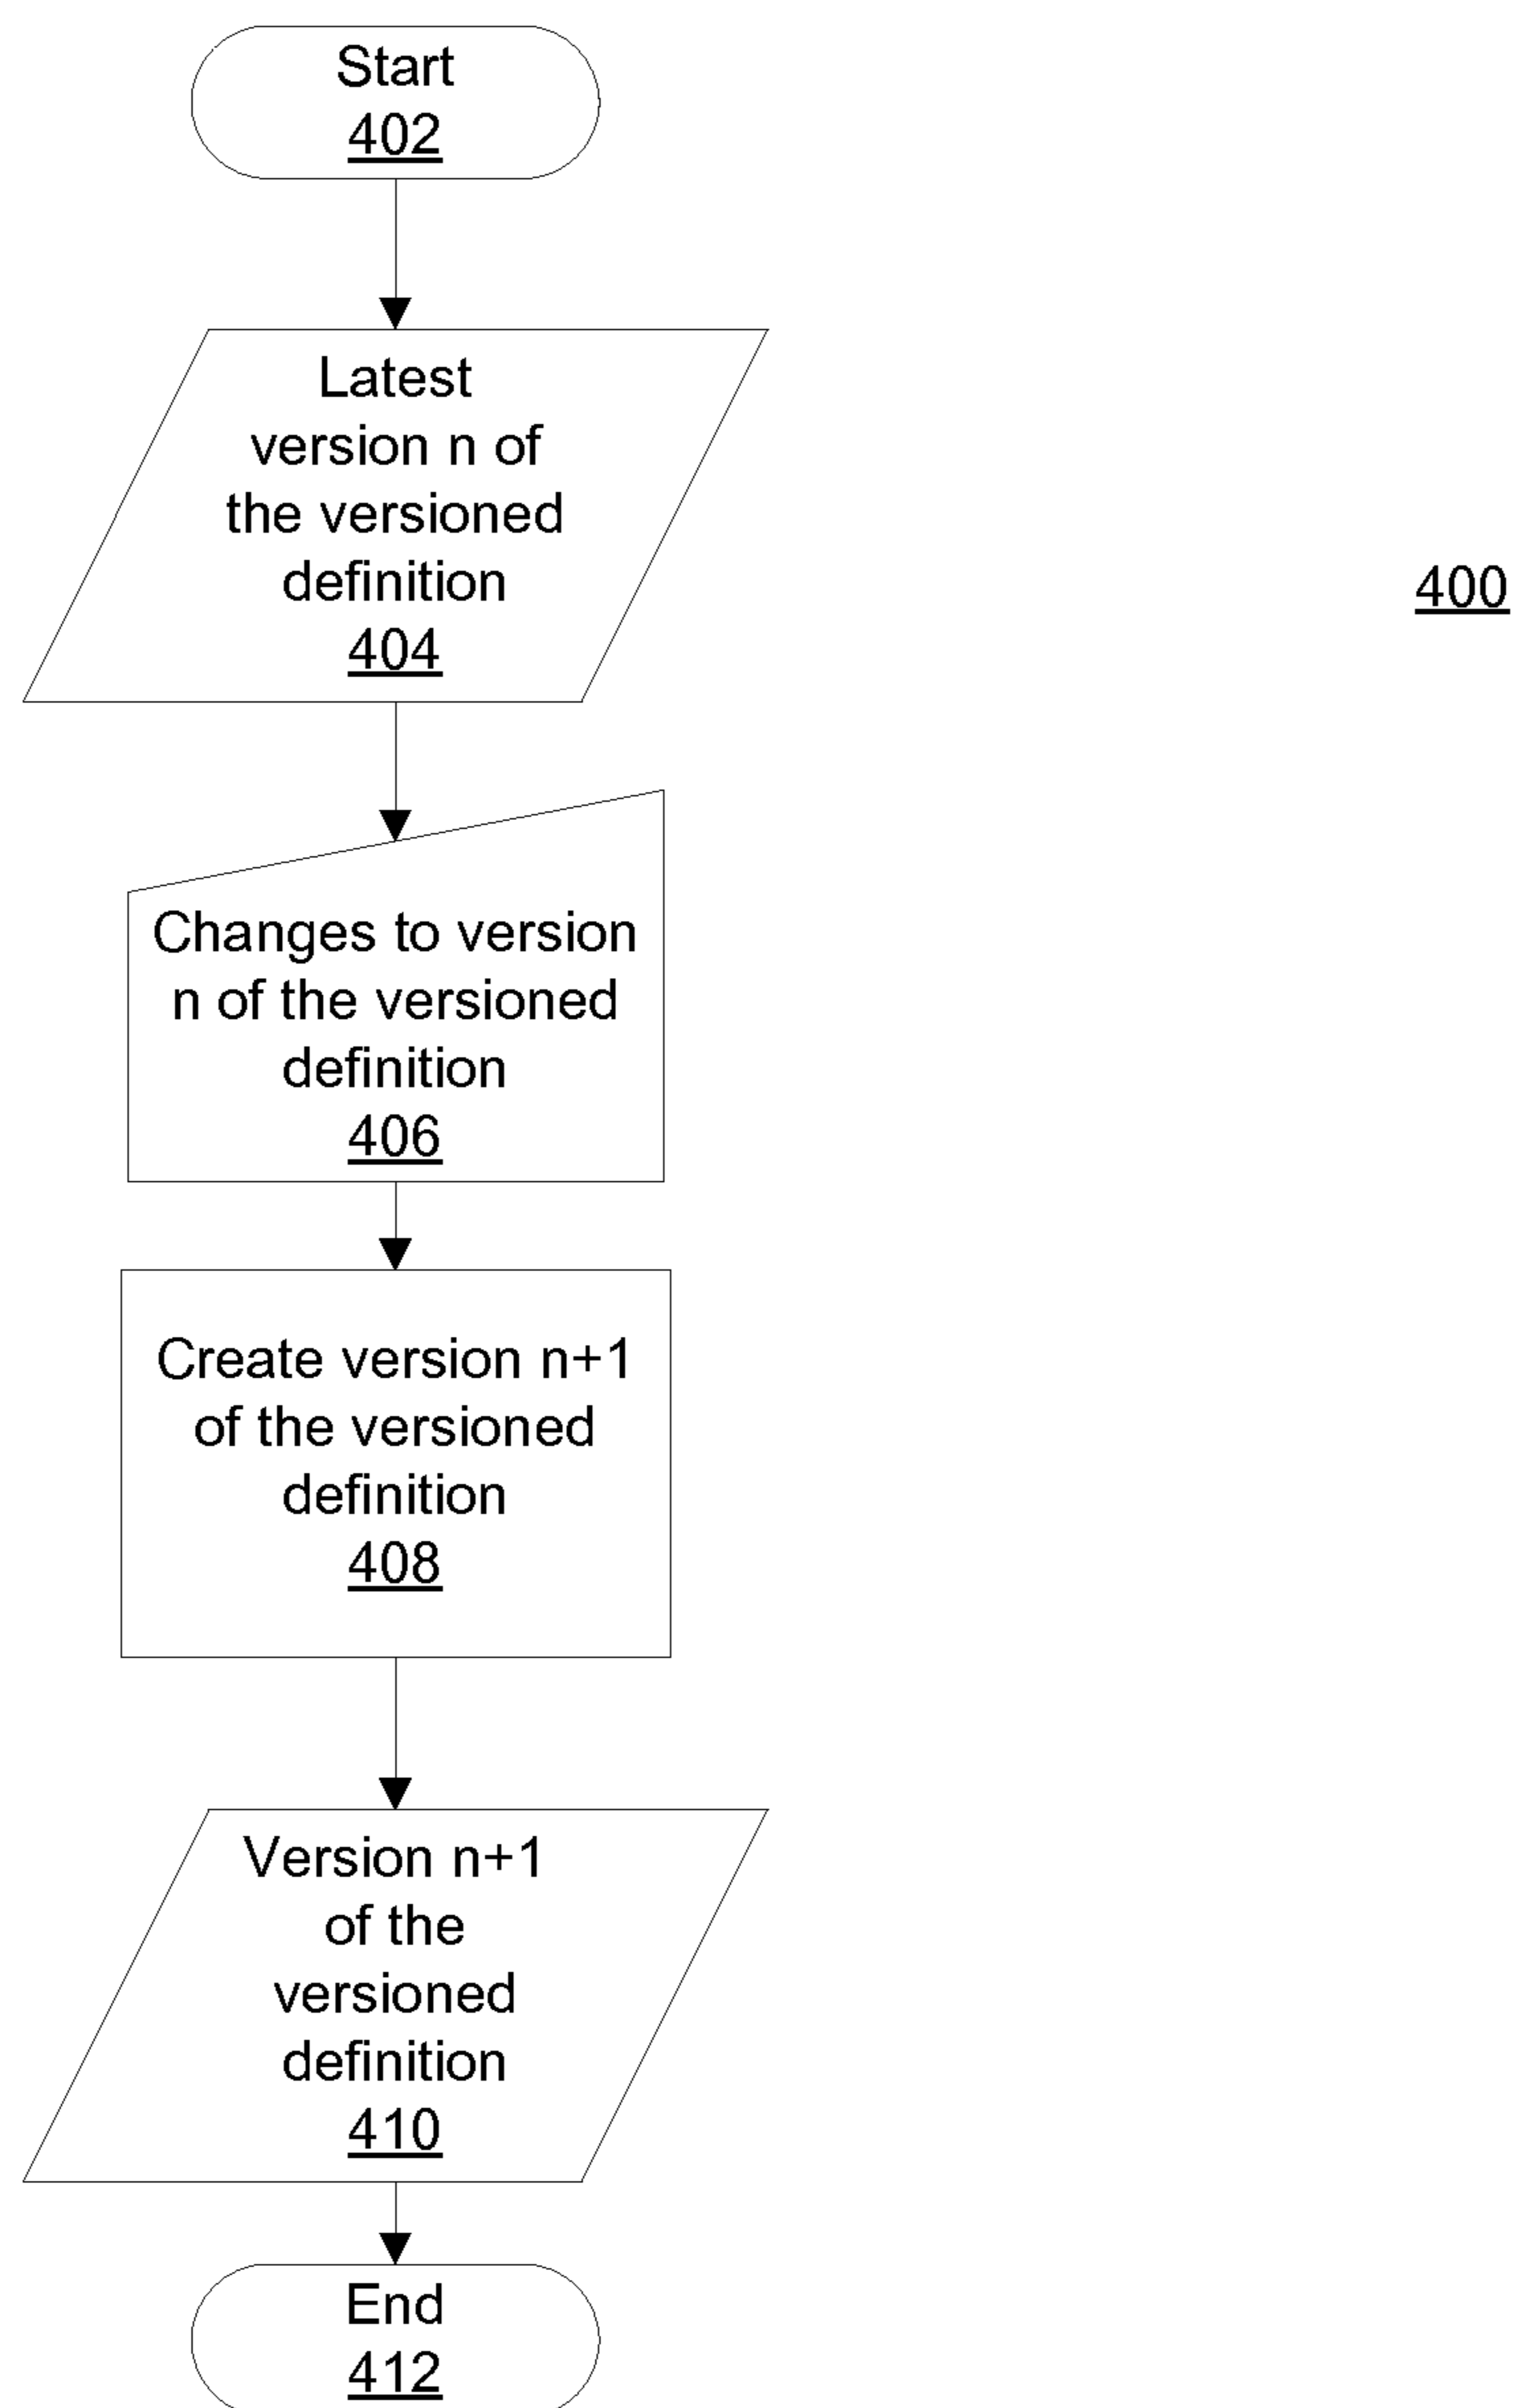 Start
402
Latest
version n of
the versioned
definition
404
400
Changes to version
n of the versioned
definition
406
Create version n+1
of the versioned
definition
408
Version n+1
of the
versioned
definition
410
End
412